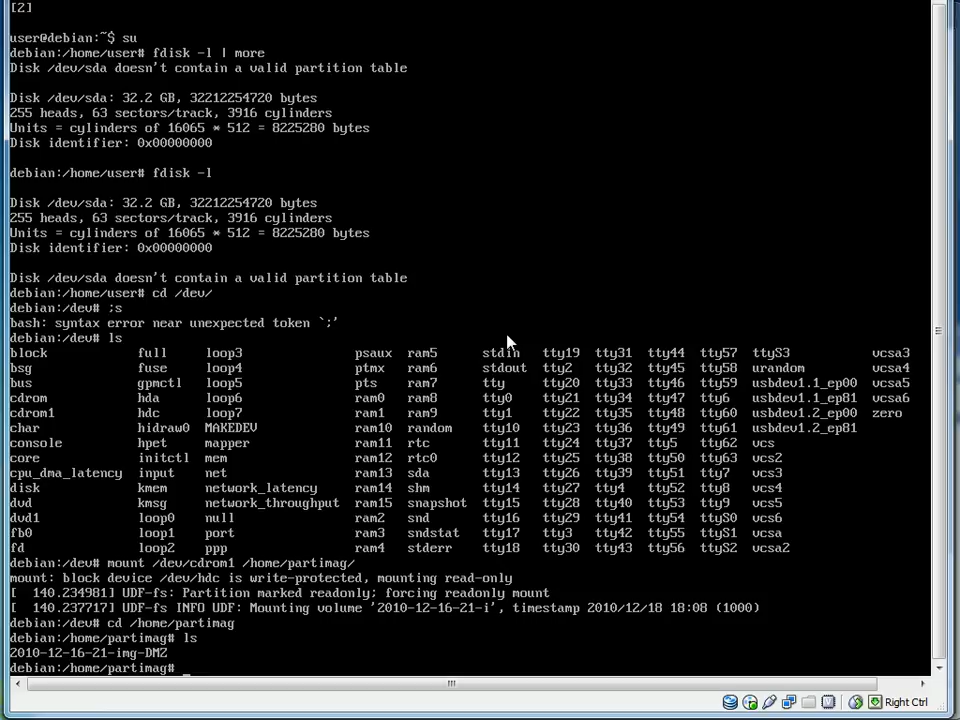 [2]
user@debian:~$ su
debian:/home/user# fdisk -l | more
Disk /dev/sda doesn't contain a valid partition table
Disk /dev/sda: 32.2 GB, 32212254720 bytes
255 heads, 63 sectors/track, 3916 cylinders
Units = cylinders of 16065 * 512 = 8225280 bytes
Disk identifier: 0x00000000
debian:/home/user# fdisk -l
Disk /dev/sda: 32.2 GB, 32212254720 bytes
255 heads, 63 sectors/track, 3916 cylinders
Units = cylinders of 16065 * 512 = 8225280 bytes
Disk identifier: 0x00000000
Disk /dev/sda doesn't contain a valid partition table
debian:/home/user# cd /dev/
debian:/dev# ;s
bash: syntax error near unexpected token `;'
debian:/dev# ls
block full loop3 psaux ram5 stdin tty19 tty31 tty44 tty57 ttyS3 vcsa3
bsg fuse loop4 ptmx ram6 stdout tty2 tty32 tty45 tty58 urandom vcsa4
bus gpmctl loop5 pts ram7 tty tty20 tty33 tty46 tty59 usbdev1.1_ep00 vcsa5
cdrom hda loop6 ram0 ram8 tty0 tty21 tty34 tty47 tty6 usbdev1.1_ep81 vcsa6
cdrom1 hdc loop7 ram1 ram9 tty1 tty22 tty35 tty48 tty60 usbdev1.2_ep00 zero
char hidraw0 MAKEDEV ram10 random tty10 tty23 tty36 tty49 tty61 usbdev1.2_ep81
console hpet mapper ram11 rtc tty11 tty24 tty37 tty5 tty62 vcs
core initctl mem ram12 rtc0 tty12 tty25 tty38 tty50 tty63 vcs2
cpu_dma_latency input net ram13 sda tty13 tty26 tty39 tty51 tty7 vcs3
disk kmem network_latency ram14 shm tty14 tty27 tty4 tty52 tty8 vcs4
dvd kmsg network_throughput ram15 snapshot tty15 tty28 tty40 tty53 tty9 vcs5
dvd1 loop0 null ram2 snd tty16 tty29 tty41 tty54 ttyS0 vcs6
fb0 loop1 port ram3 sndstat tty17 tty3 tty42 tty55 ttyS1 vcsa
fd loop2 ppp ram4 stderr tty18 tty30 tty43 tty56 ttyS2 vcsa2
debian:/dev# mount /dev/cdrom1 /home/partimag/
mount: block device /dev/hdc is write-protected, mounting read-only
[  140.234981] UDF-fs: Partition marked readonly; forcing readonly mount
[  140.237717] UDF-fs INFO UDF: Mounting volume '2010-12-16-21-i', timestamp 2010/12/18 18:08 (1000)
debian:/dev# cd /home/partimag
debian:/home/partimag# ls
2010-12-16-21-img-DMZ
debian:/home/partimag# _
Right Ctrl